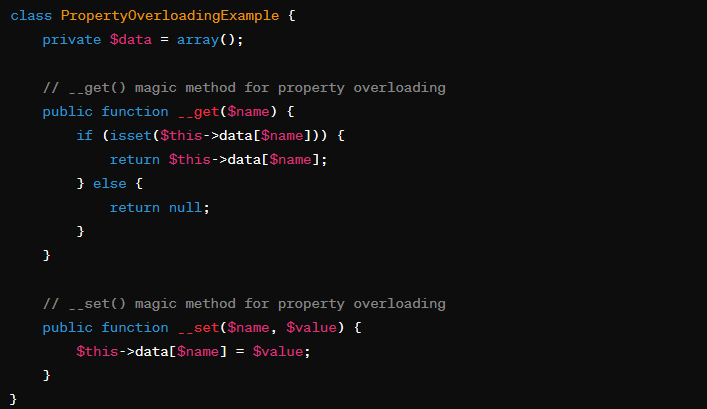 class PropertyOverloadingExample {
    private $data = array();
    // __get() magic method for property overloading
    public function __get($name) {
        if (isset($this->data[$name])) {
            return $this->data[$name];
        } else {
            return null;
        }
    }
    // __set() magic method for property overloading
    public function __set($name, $value) {
        $this->data[$name] = $value;
    }
}